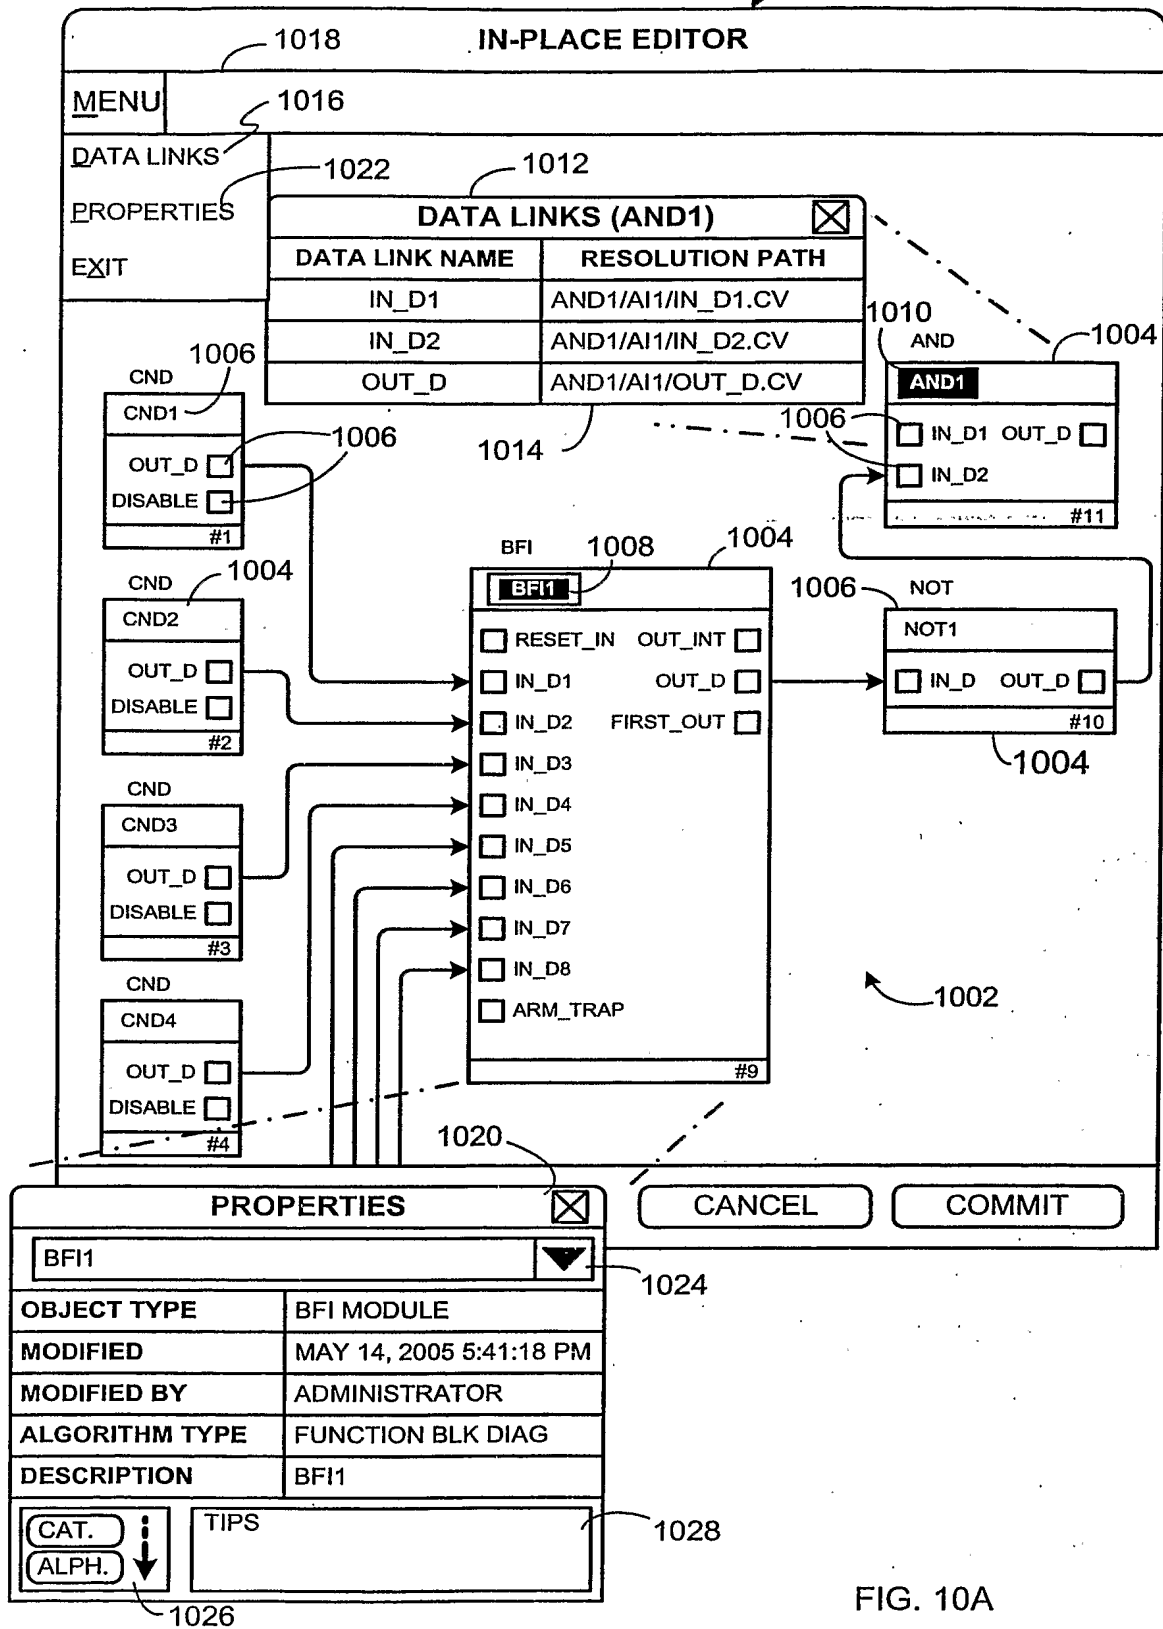 IN-PLACE EDITOR
1018
MENU
1016
DATA LINKS
1022
PROPERTIES
EXIT
1012
DATA LINKS (AND1)
DATA LINK NAME RESOLUTION PATH
IN_D1 AND1/AI1/IN_D1.CV
IN_D2 AND1/AI1/IN_D2.CV
OUT_D AND1/AI1/OUT_D.CV
1014
1010
AND
1004
AND1
1006
IN_D1 OUT_D
IN_D2
#11
1006
CND
CND1
1006
OUT_D
DISABLE
#1
CND
1004
CND2
OUT_D
DISABLE
#2
CND
CND3
OUT_D
DISABLE
#3
CND
CND4
OUT_D
DISABLE
#4
BFI
1008
1004
BFI1
RESET_IN OUT_INT
IN_D1 OUT_D
IN_D2 FIRST_OUT
IN_D3
IN_D4
IN_D5
IN_D6
IN_D7
IN_D8
ARM_TRAP
#9
1006
NOT
NOT1
IN_D OUT_D
#10
1004
1002
1020
PROPERTIES
CANCEL
COMMIT
BFI1
1024
OBJECT TYPE BFI MODULE
MODIFIED MAY 14, 2005 5:41:18 PM
MODIFIED BY ADMINISTRATOR
ALGORITHM TYPE FUNCTION BLK DIAG
DESCRIPTION BFI1
CAT.
ALPH.
TIPS
1028
1026
FIG. 10A